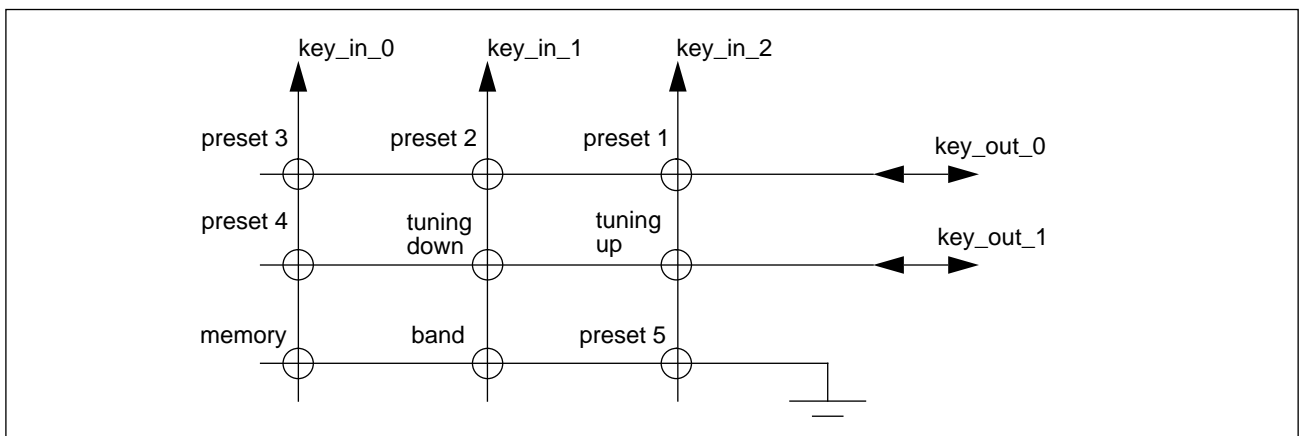 key_in_0
key_in_1
key_in_2
preset 3
preset 2
preset 1
key_out_0
preset 4
tuning
down
tuning
up
key_out_1
memory
band
preset 5